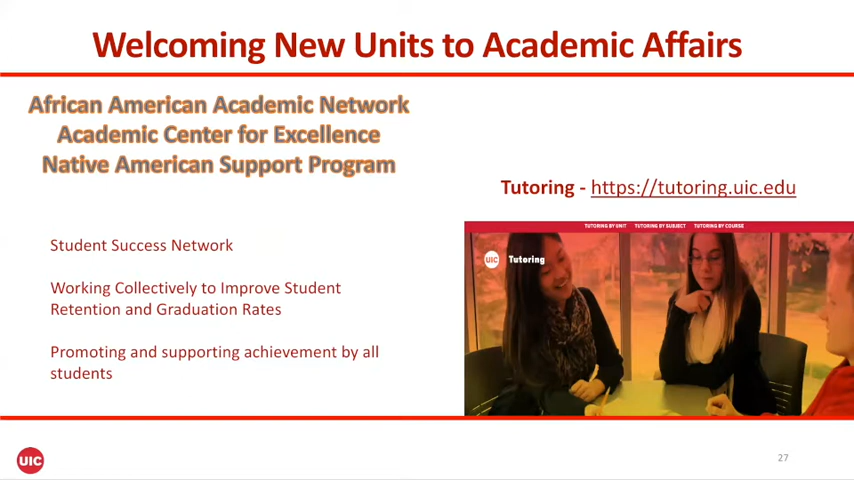 Welcoming New Units to Academic Affairs
African American Academic Network
Academic Center for Excellence
Native American Support Program
Tutoring - https://tutoring.uic.edu
Student Success Network
Working Collectively to Improve Student
Retention and Graduation Rates
Promoting and supporting achievement by all
students
TUTORING BY UNIT TUTORING BY SUBJECT TUTORING BY COURSE
UIC Tutoring
UIC
27